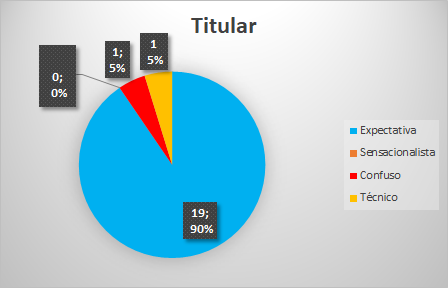 Titular
0;
0%
1;
5%
1
5%
19;
90%
Expectativa
Sensacionalista
Confuso
Técnico